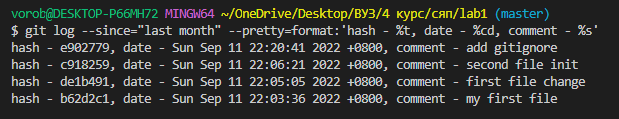 vorob@DESKTOP-P66MH72 MINGW64 ~/OneDrive/Desktop/ВУЗ/4 курс/сяп/lab1 (master)
$ git log --since="last month" --pretty=format:'hash - %t, date - %cd, comment - %s'
hash - e902779, date - Sun Sep 11 22:20:41 2022 +0800, comment - add gitignore
hash - c918259, date - Sun Sep 11 22:06:21 2022 +0800, comment - second file init
hash - de1b491, date - Sun Sep 11 22:05:05 2022 +0800, comment - first file change
hash - b62d2c1, date - Sun Sep 11 22:03:36 2022 +0800, comment - my first file